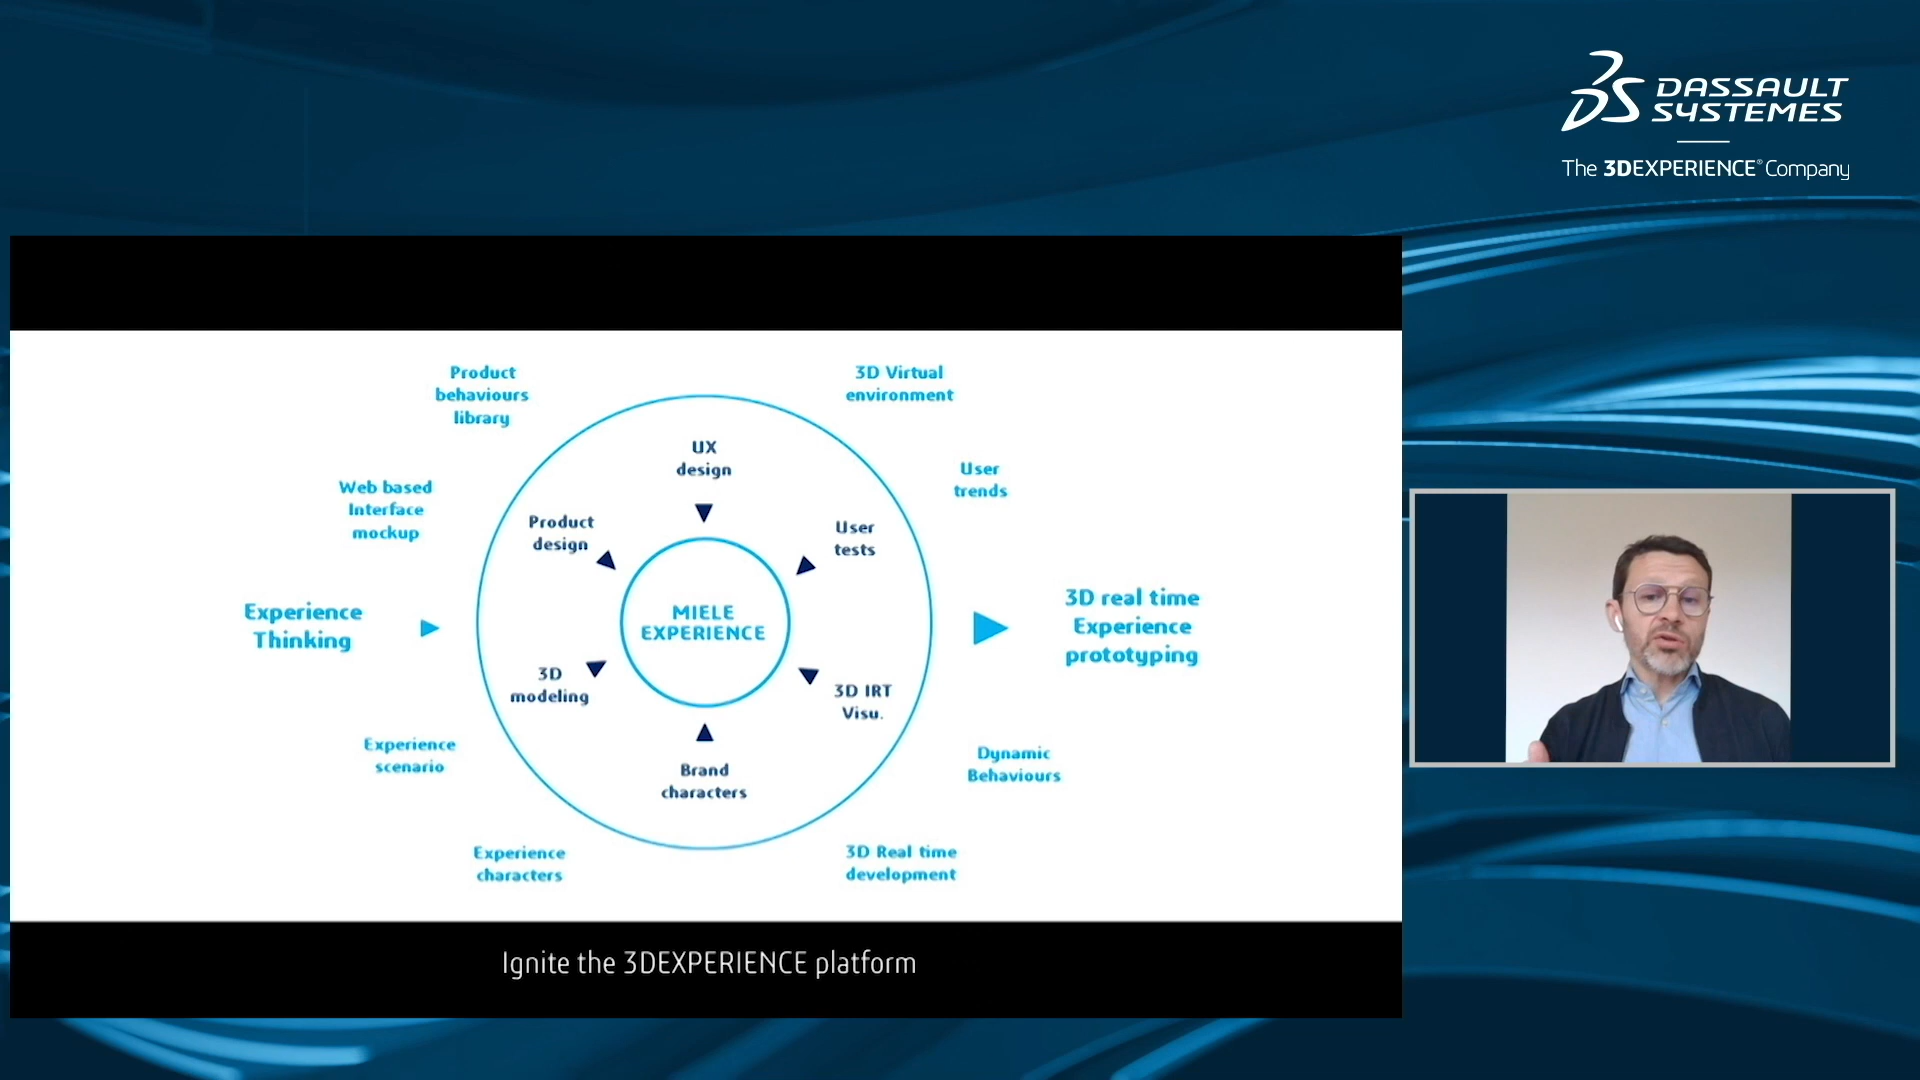 DASSAULT
SYSTEMES
The 3DEXPERIENCE® Company
Product
behaviours
library
3D Virtual
environment
UX
design
User
trends
Web based
Interface
mockup
Product
design
User
tests
Experience
Thinking
MIELE
EXPERIENCE
3D real time
Experience
prototyping
3D
modeling
3D IRT
Visu.
Experience
scenario
Brand
characters
Dynamic
Behaviours
Experience
characters
3D Real time
development
Ignite the 3DEXPERIENCE platform